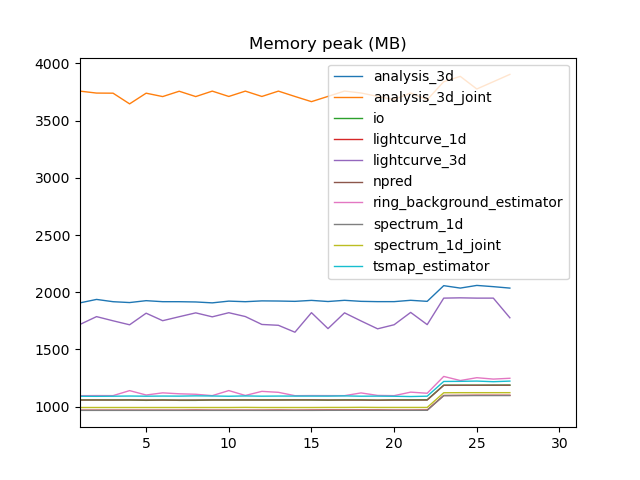 Memory peak (MB)
4000
3500
3000
2500
2000
1500
1000
analysis_3d
analysis_3d_joint
io
lightcurve_1d
lightcurve_3d
npred
ring_background_estimator
spectrum_1d
spectrum_1d_joint
tsmap_estimator
5 10 15 20 25 30